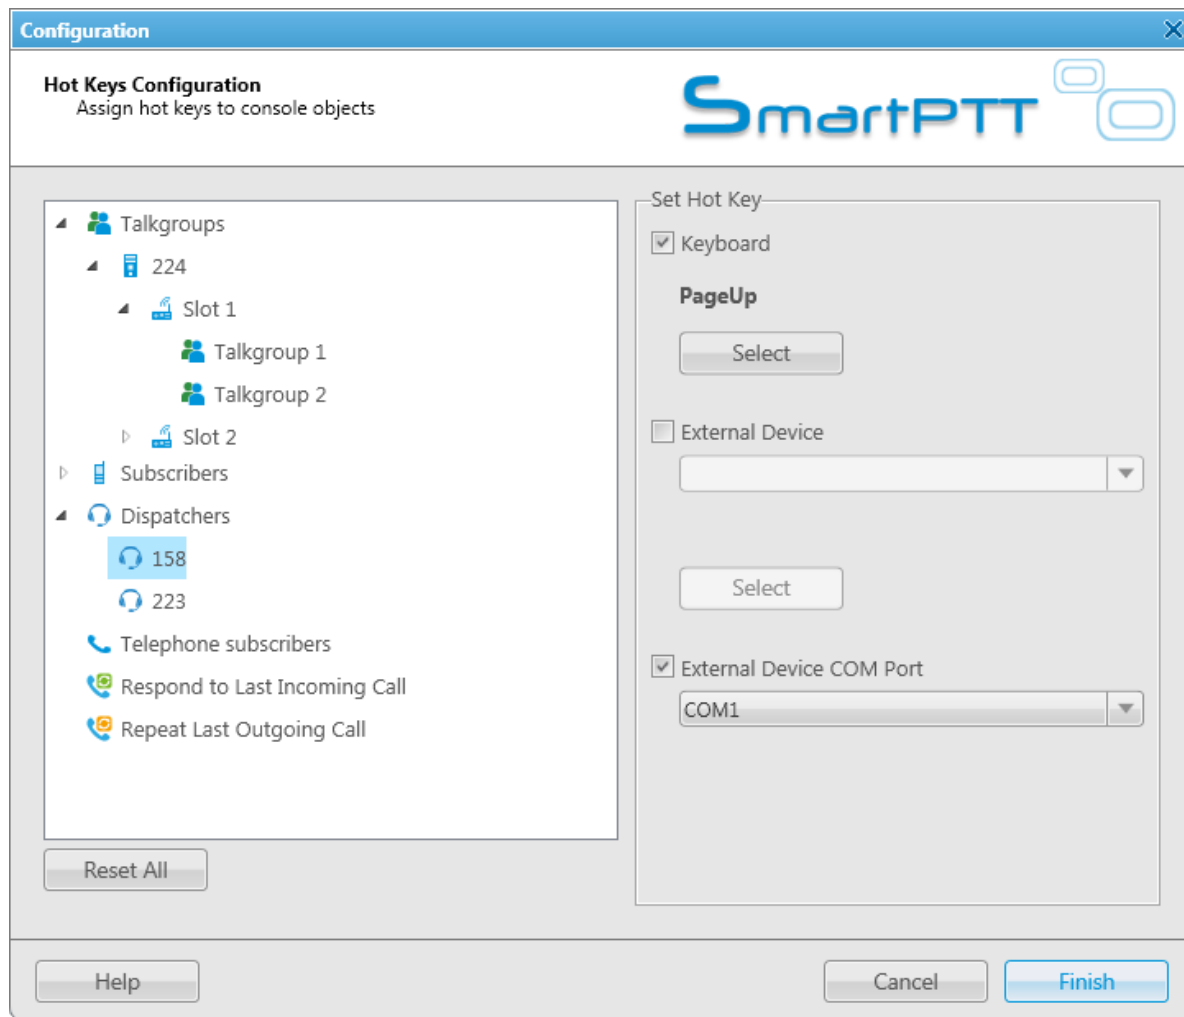 Configuration
Hot Keys Configuration
Assign hot keys to console objects
SmartPTT
Talkgroups
224
Slot 1
Talkgroup 1
Talkgroup 2
Slot 2
Subscribers
Dispatchers
158
223
Telephone subscribers
Respond to Last Incoming Call
Repeat Last Outgoing Call
Reset All
Set Hot Key
Keyboard
PageUp
Select
External Device
Select
External Device COM Port
COM1
Help
Cancel
Finish